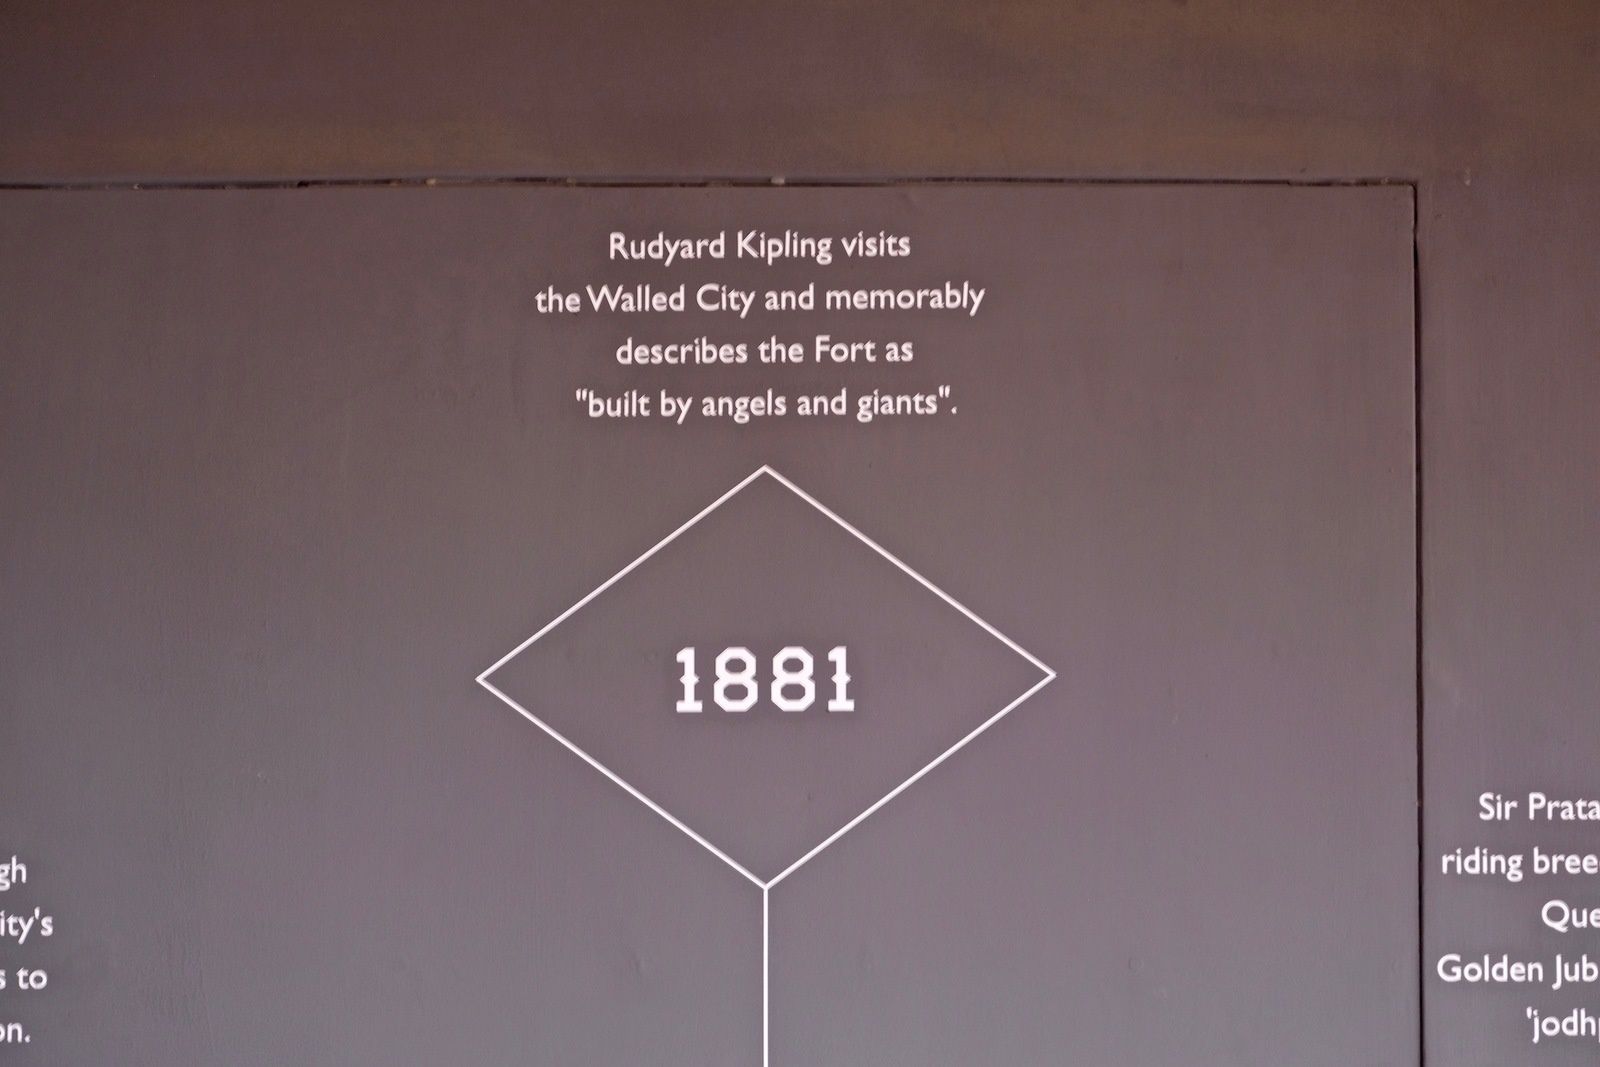 Rudyard Kipling visits
the Walled City and memorably
describes the Fort as
"built by angels and giants".
1881
gh
ity's
s to
on.
Sir Prata
riding bree
Que
Golden Jub
'jodhp